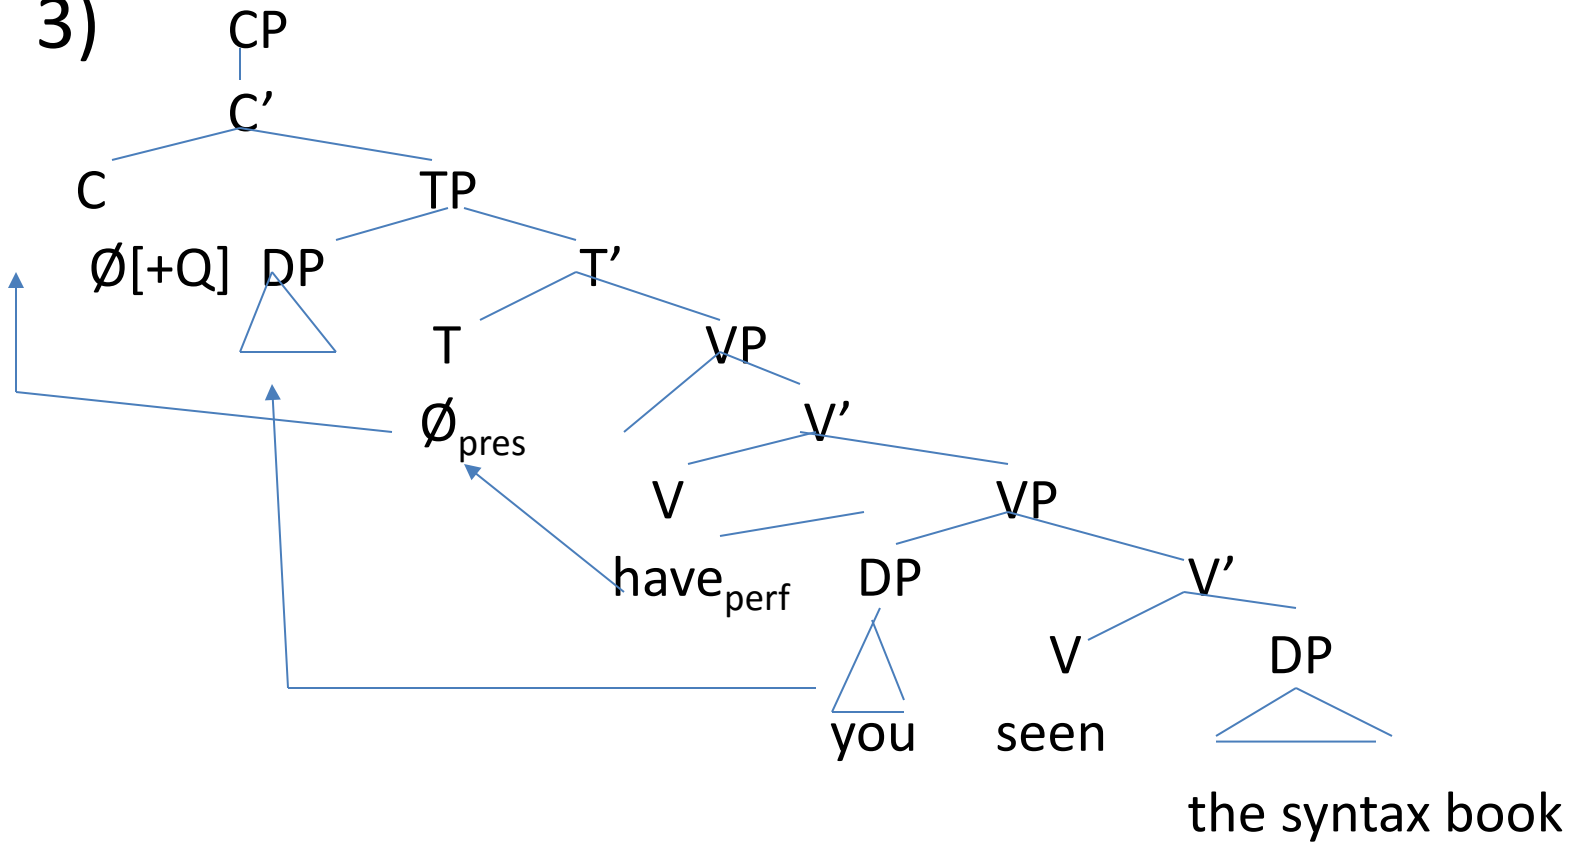 3) CP
C’
C TP
Ø[+Q] DP T’
T VP
Øpres V’
V VP
haveperf DP V’
V DP
you seen
the syntax book